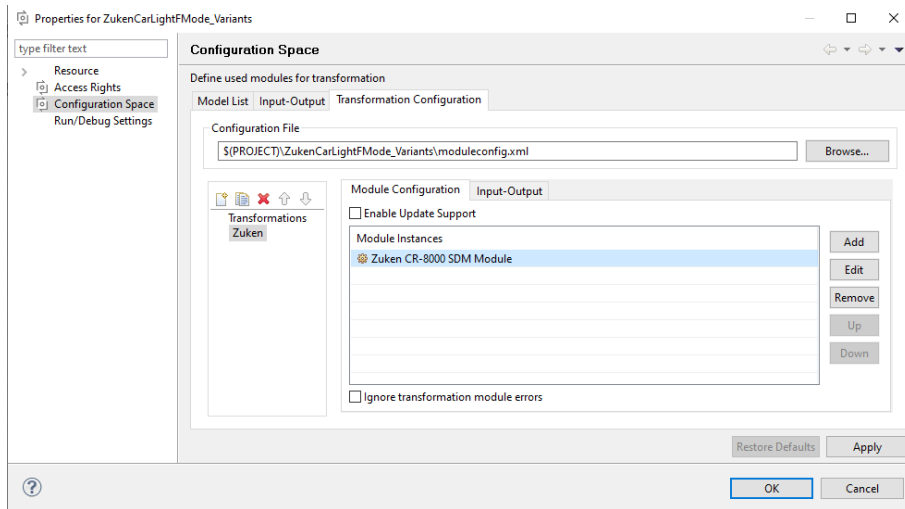 Properties for ZukenCarLightFMode_Variants
type filter text
Resource
Access Rights
Configuration Space
Run/Debug Settings
Configuration Space
Define used modules for transformation
Model List Input-Output Transformation Configuration
Configuration File
$(PROJECT)\ZukenCarLightFMode_Variants\moduleconfig.xml Browse...
Transformations
Zuken
Module Configuration Input-Output
Enable Update Support
Module Instances
Zuken CR-8000 SDM Module
Add
Edit
Remove
Up
Down
Ignore transformation module errors
Restore Defaults Apply
? OK Cancel